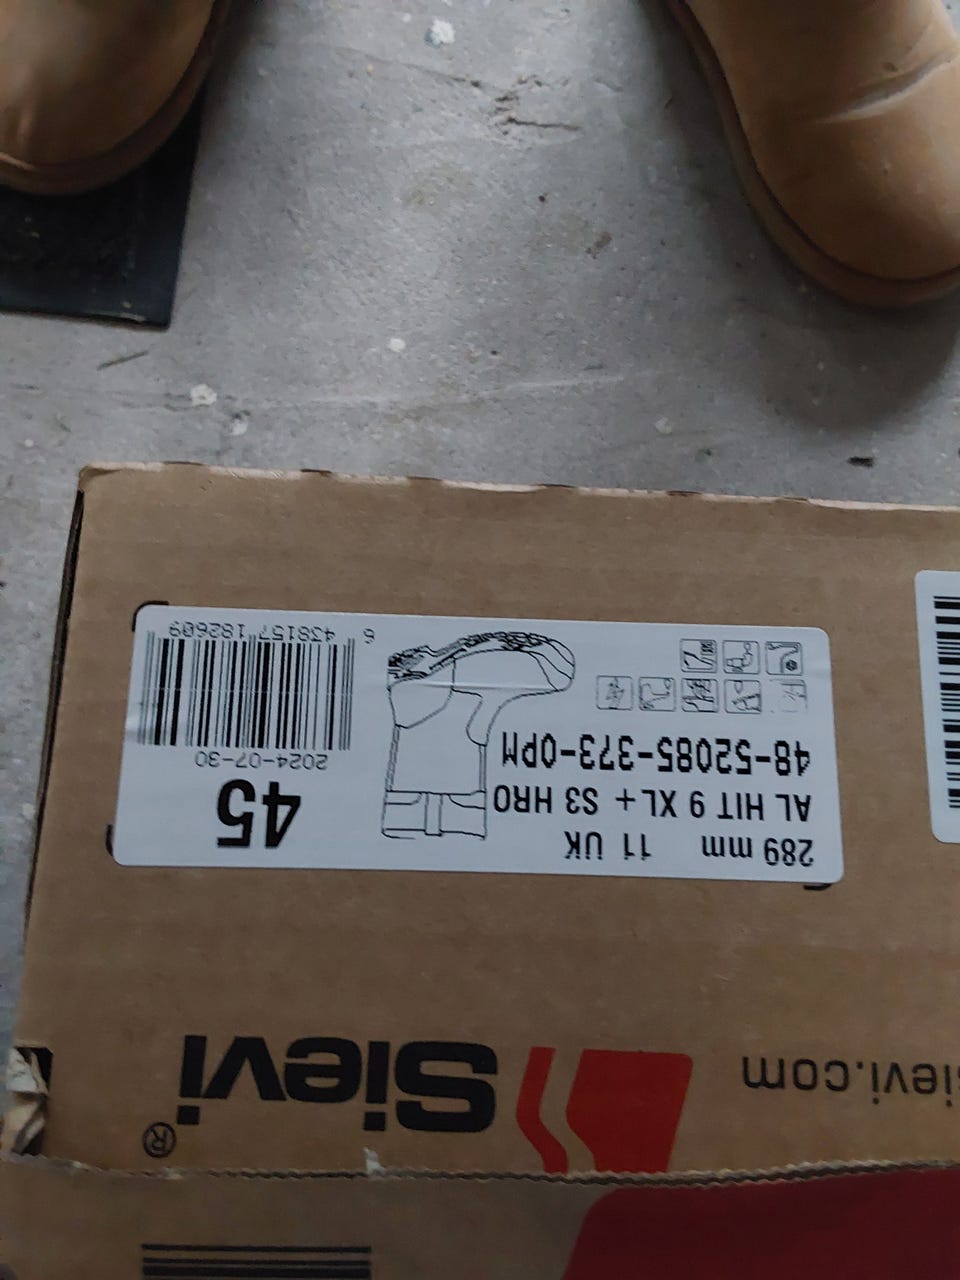 289 mm 11 UK
AL HIT 9 XL+ S3 HRO
48-52085-373-0PM
45
2024-07-30
6 438157 182609
Sievi®
sievi.com